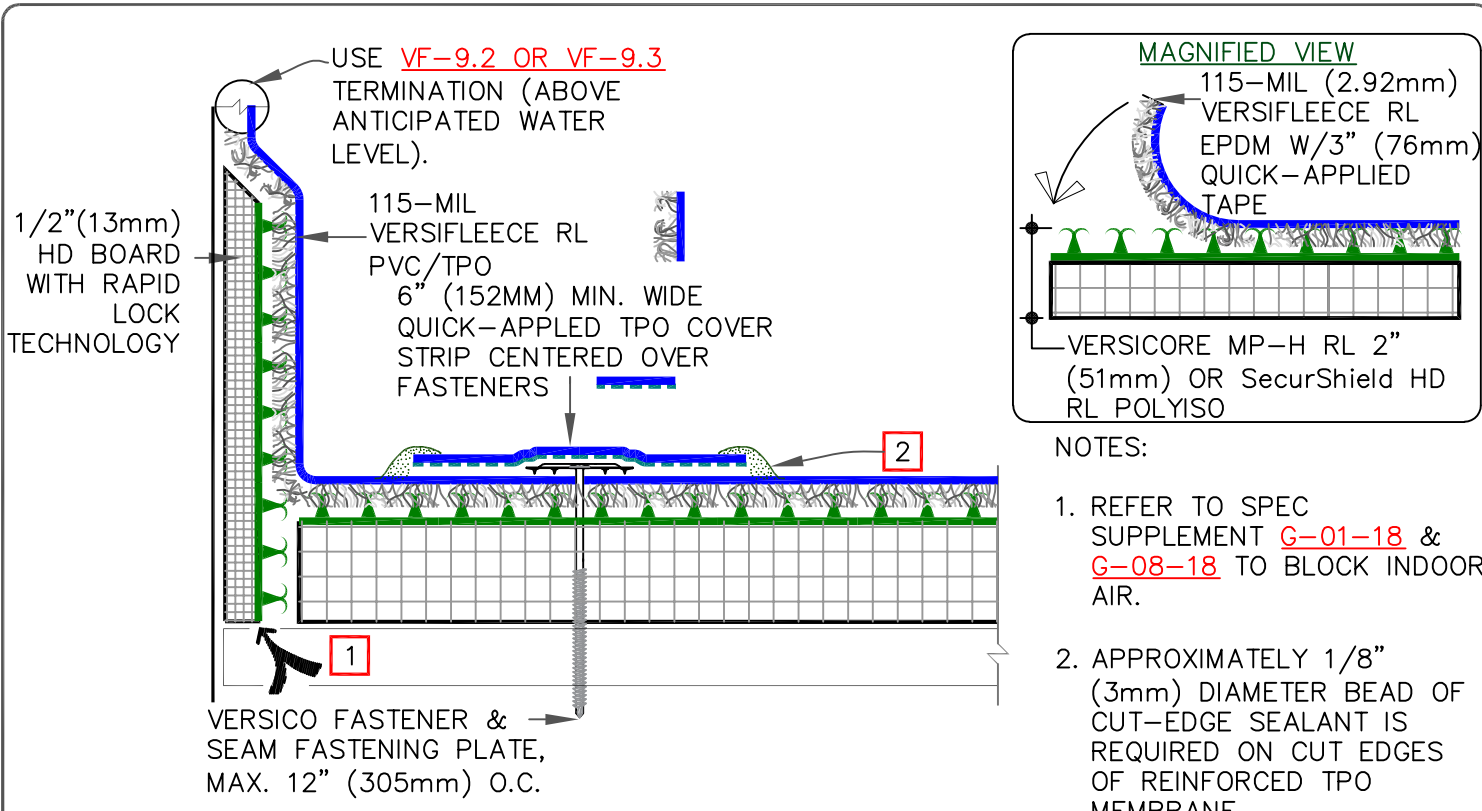 USE VF-9.2 OR VF-9.3
TERMINATION (ABOVE
ANTICIPATED WATER
LEVEL).
1/2"(13mm)
HD BOARD
WITH RAPID
LOCK
TECHNOLOGY
115-MIL
VERSIFLEECE RL
PVC/TPO
6" (152MM) MIN. WIDE
QUICK-APPLED TPO COVER
STRIP CENTERED OVER
FASTENERS
2
1
VERSICO FASTENER &
SEAM FASTENING PLATE,
MAX. 12" (305mm) O.C.
MAGNIFIED VIEW
115-MIL (2.92mm)
VERSIFLEECE RL
EPDM W/3" (76mm)
QUICK-APPLIED
TAPE
VERSICORE MP-H RL 2"
(51mm) OR SecurShield HD
RL POLYISO
NOTES:
1. REFER TO SPEC
SUPPLEMENT G-01-18 &
G-08-18 TO BLOCK INDOOR
AIR.
2. APPROXIMATELY 1/8"
(3mm) DIAMETER BEAD OF
CUT-EDGE SEALANT IS
REQUIRED ON CUT EDGES
OF REINFORCED TPO
MEMBRANE